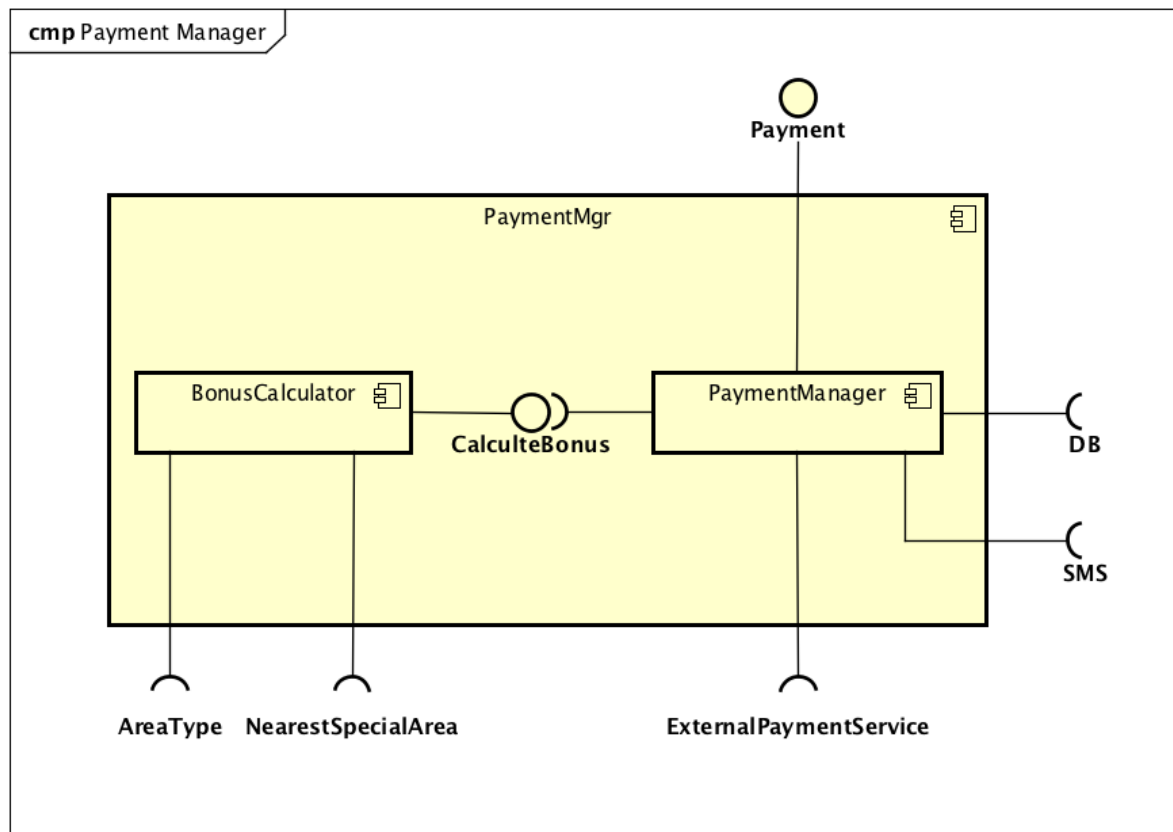 cmp Payment Manager
Payment
PaymentMgr
BonusCalculator
PaymentManager
CalculteBonus
DB
SMS
AreaType
NearestSpecialArea
ExternalPaymentService